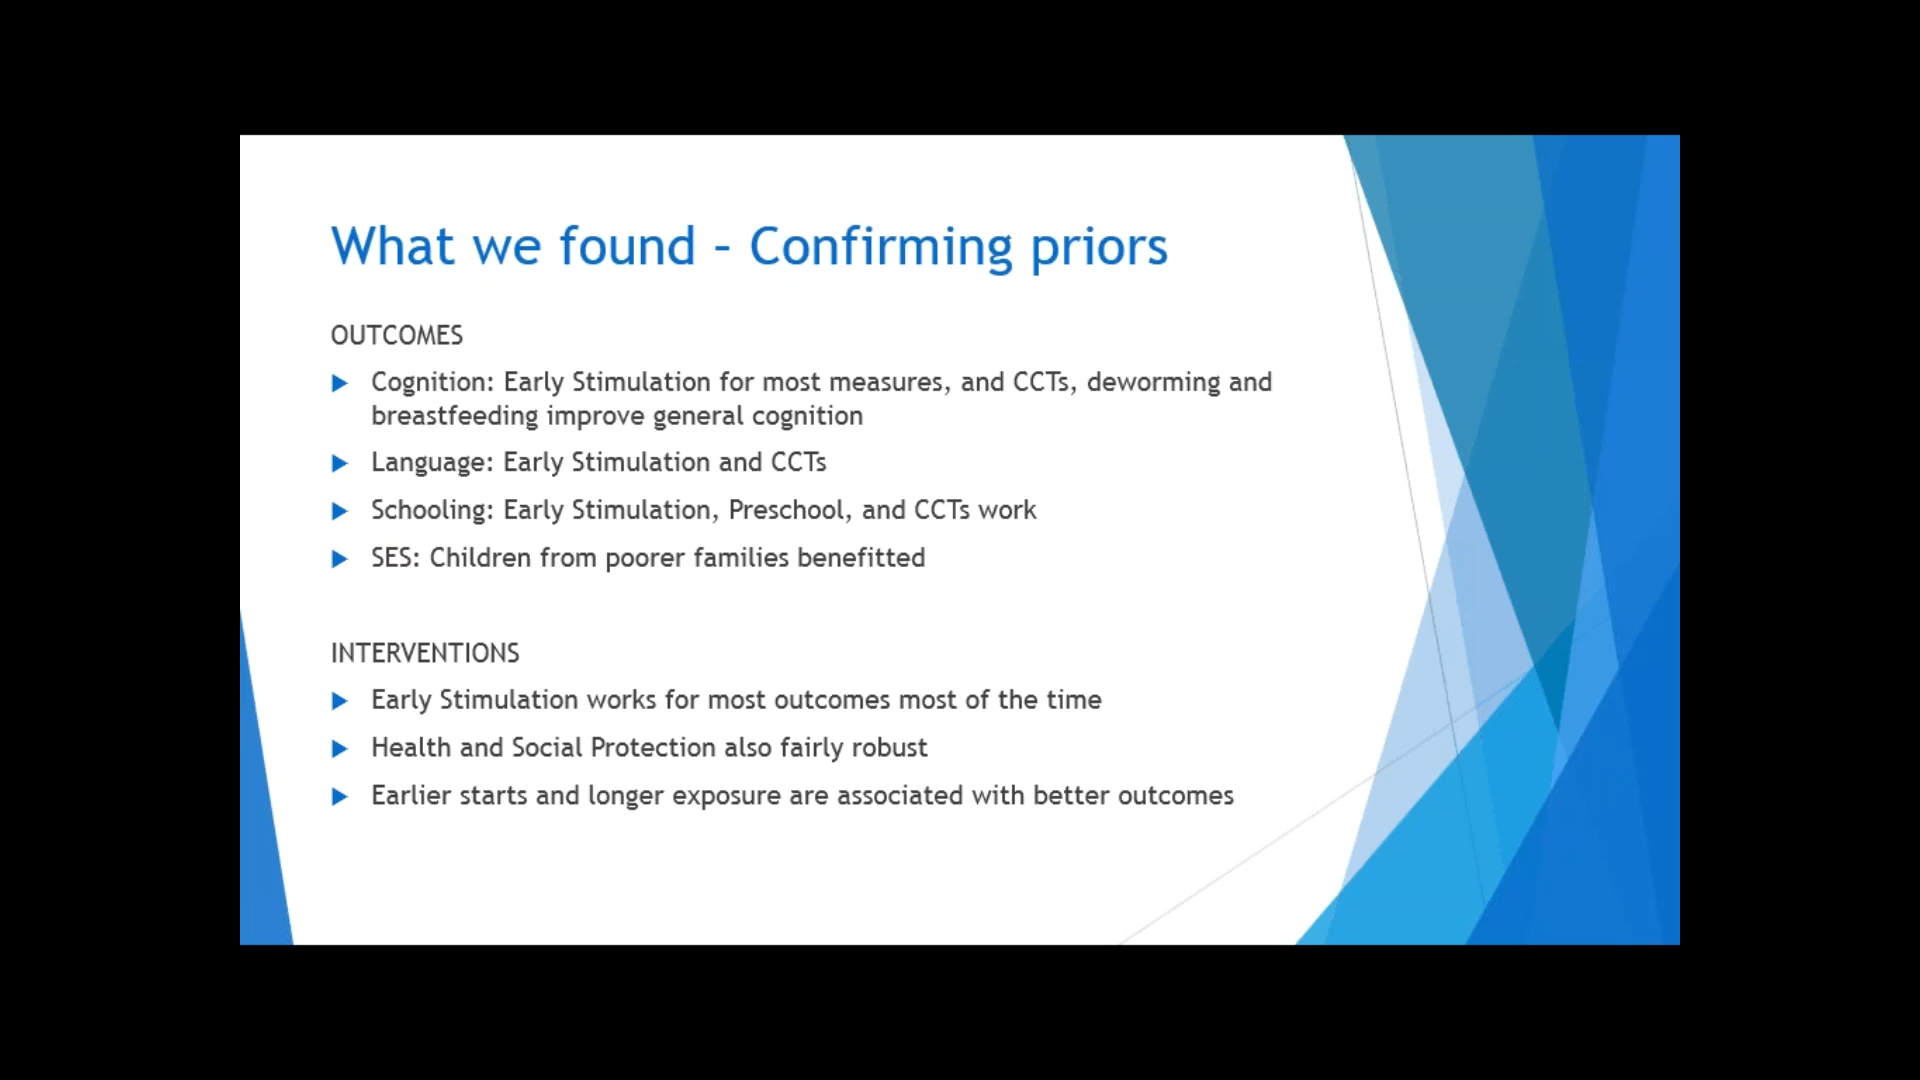 What we found – Confirming priors
OUTCOMES
Cognition: Early Stimulation for most measures, and CCTs, deworming and
breastfeeding improve general cognition
Language: Early Stimulation and CCTs
Schooling: Early Stimulation, Preschool, and CCTs work
SES: Children from poorer families benefitted
INTERVENTIONS
Early Stimulation works for most outcomes most of the time
Health and Social Protection also fairly robust
Earlier starts and longer exposure are associated with better outcomes